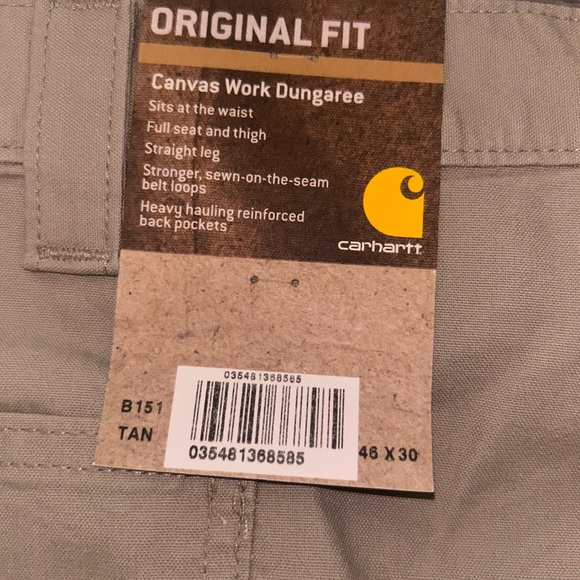 ORIGINAL FIT
Canvas Work Dungaree
Sits at the waist
Full seat and thigh
Straight leg
Stronger, sewn-on-the-seam
belt loops
Heavy hauling reinforced
back pockets
carhartt
035481368585
B151
TAN
035481368585
46 X 30